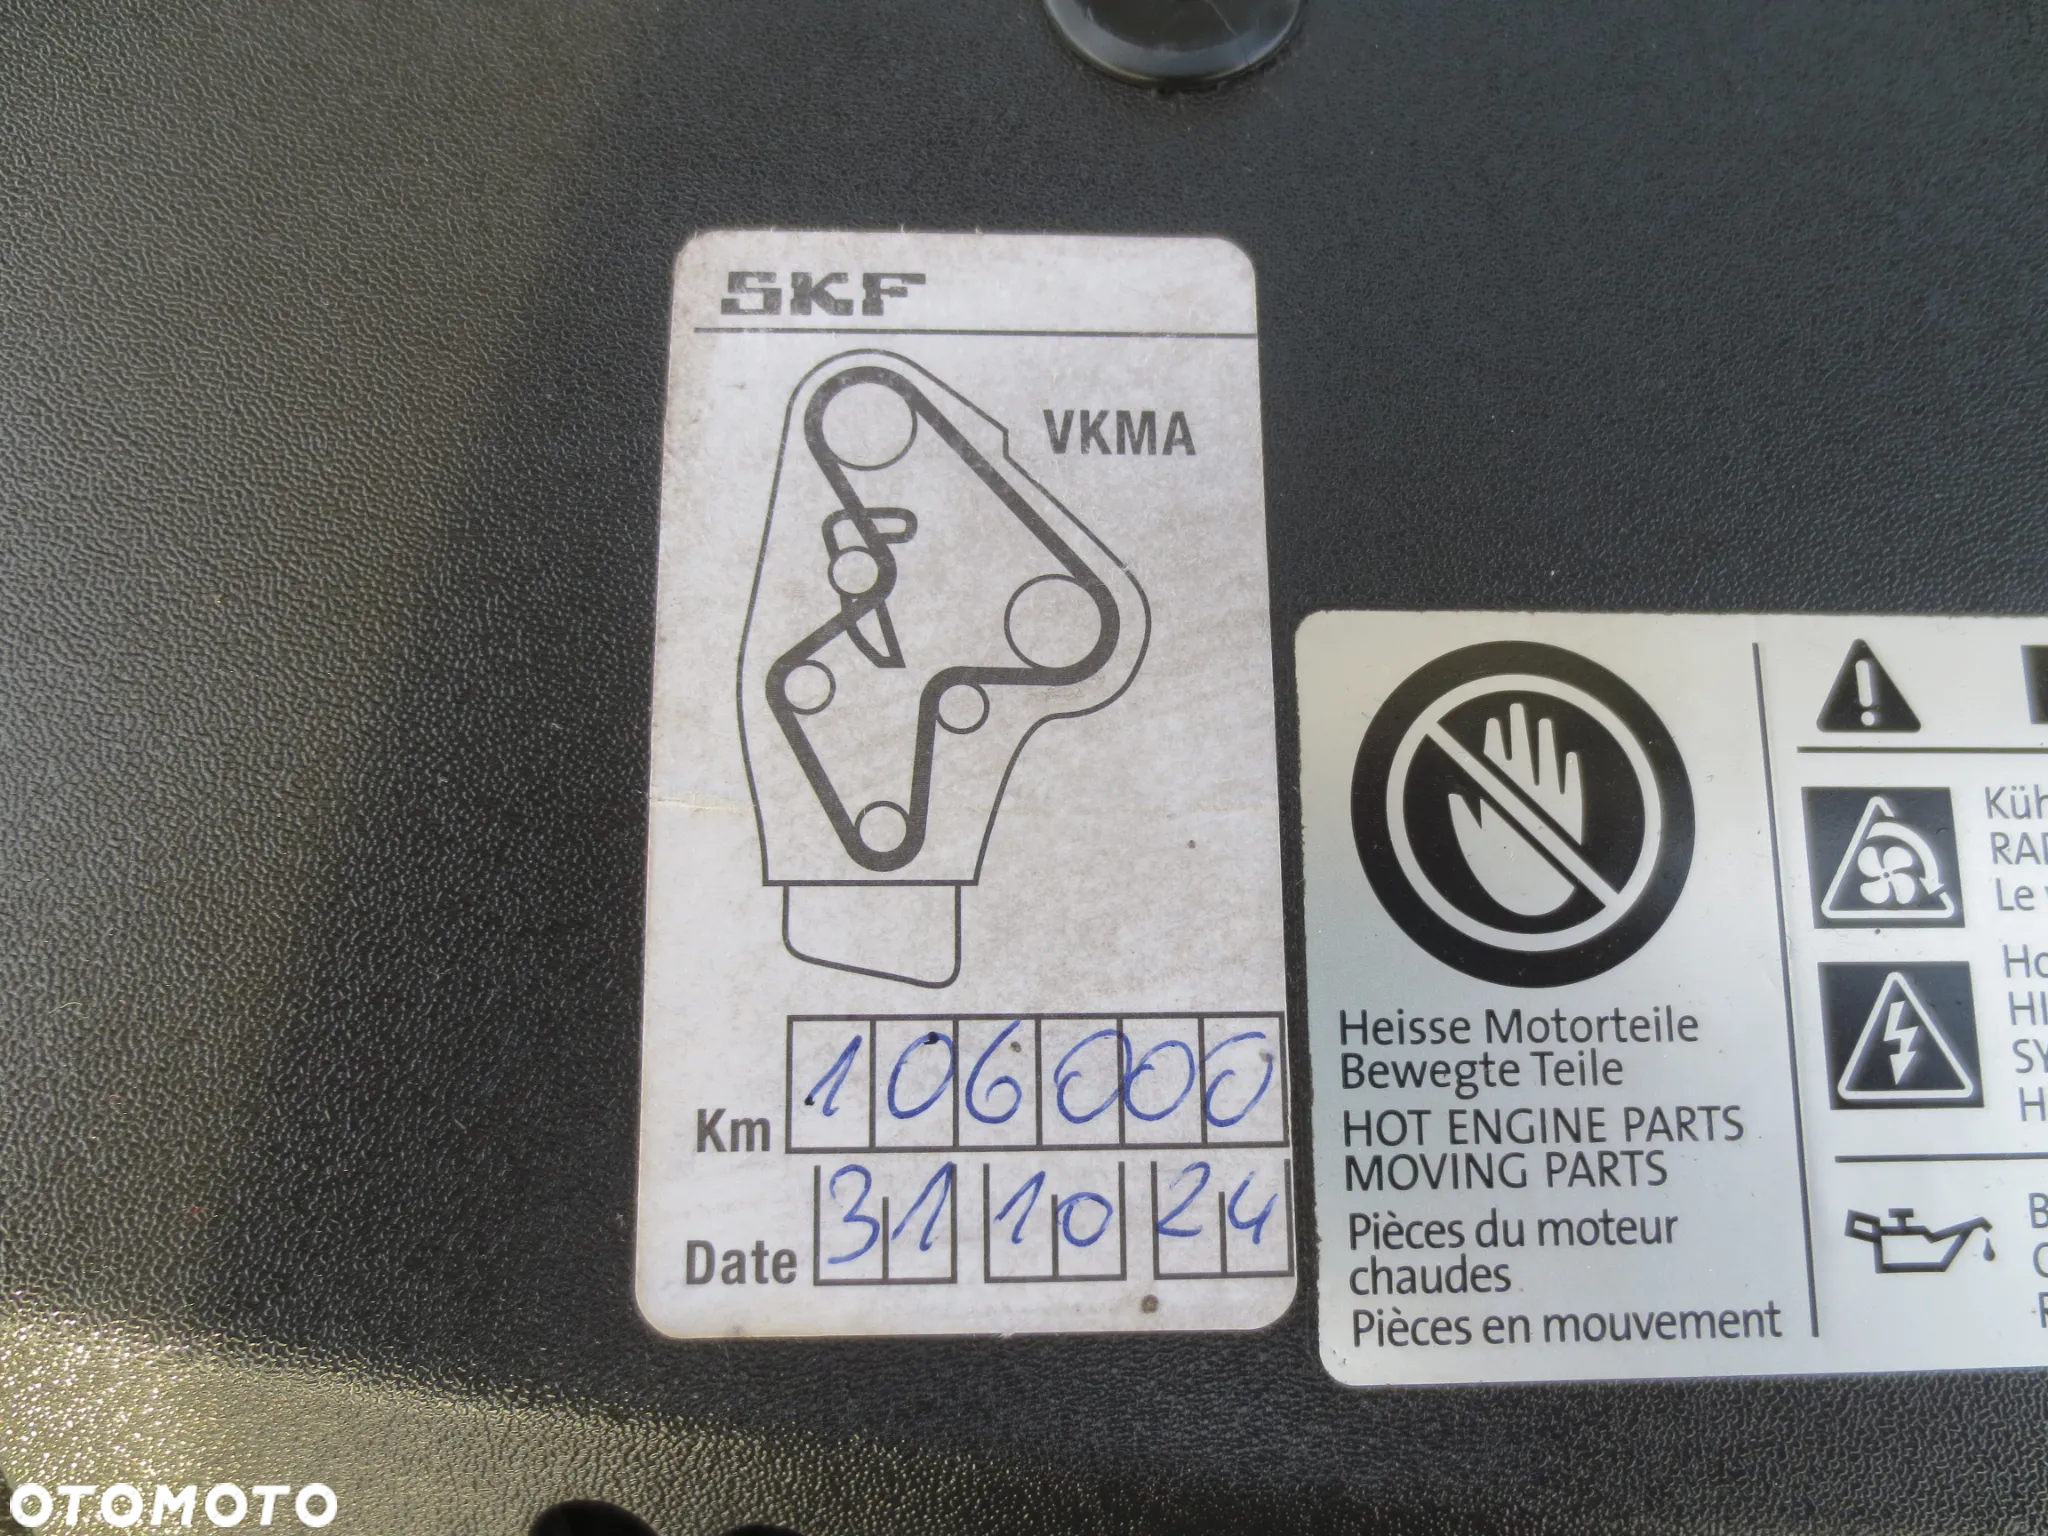 SKF
VKMA
Km 106000
Date 31 10 24
Heisse Motorteile
Bewegte Teile
HOT ENGINE PARTS
MOVING PARTS
Pièces du moteur
chaudes
Pièces en mouvement
Le
OTOMOTO